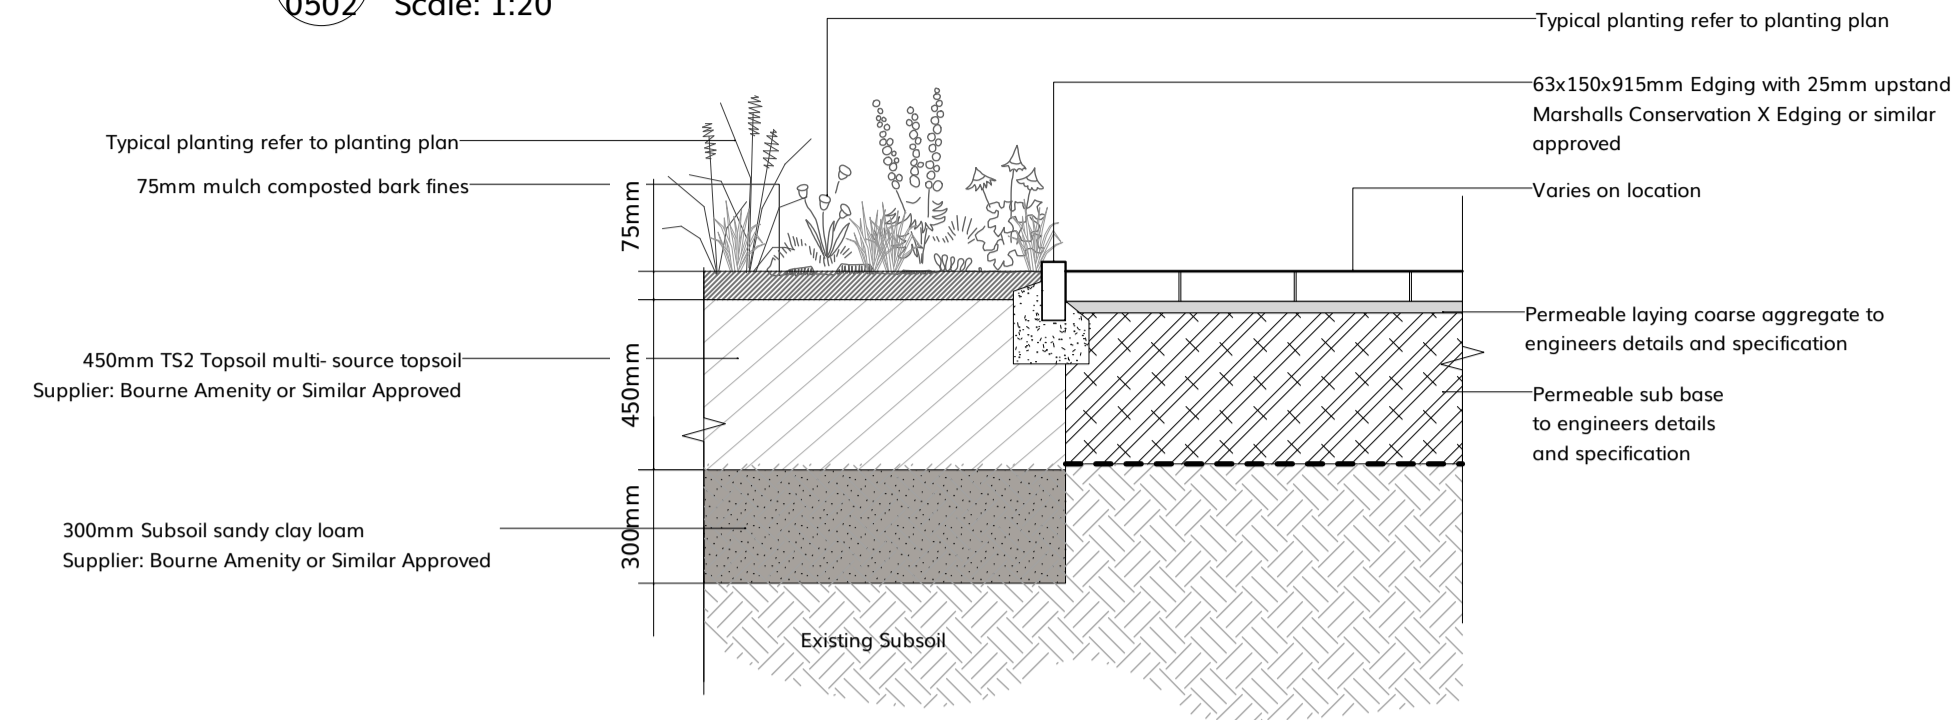 0502 Scale: 1:20
Typical planting refer to planting plan
63x150x915mm Edging with 25mm upstand
Marshalls Conservation X Edging or similar
approved
Varies on location
Permeable laying coarse aggregate to
engineers details and specification
Permeable sub base
to engineers details
and specification
Typical planting refer to planting plan
75mm mulch composted bark fines
450mm TS2 Topsoil multi- source topsoil
Supplier: Bourne Amenity or Similar Approved
300mm Subsoil sandy clay loam
Supplier: Bourne Amenity or Similar Approved
75mm
450mm
300mm
Existing Subsoil